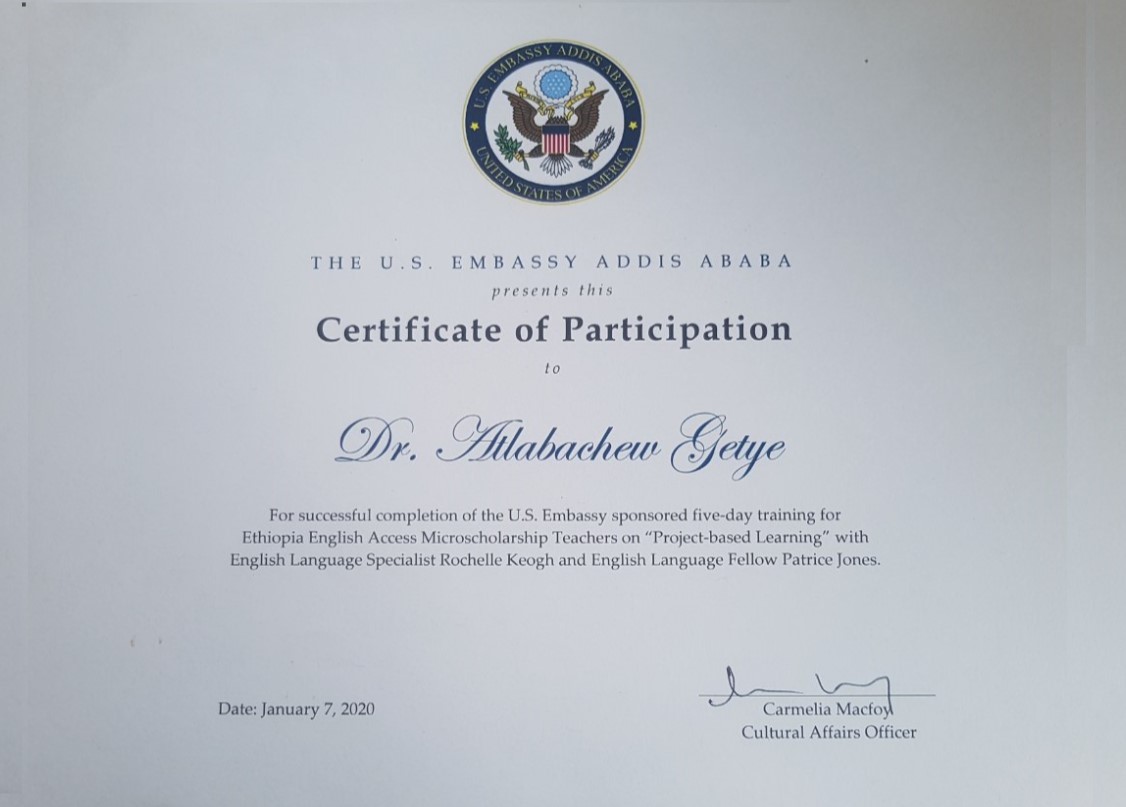 U.S. EMBASSY ADDIS ABABA
UNITED STATES OF AMERICA
THE U.S. EMBASSY ADDIS ABABA
presents this
Certificate of Participation
to
Dr. Atlabachew Getye
For successful completion of the U.S. Embassy sponsored five-day training for
Ethiopia English Access Microscholarship Teachers on “Project-based Learning” with
English Language Specialist Rochelle Keogh and English Language Fellow Patrice Jones.
Date: January 7, 2020
Carmelia Macfoy
Cultural Affairs Officer